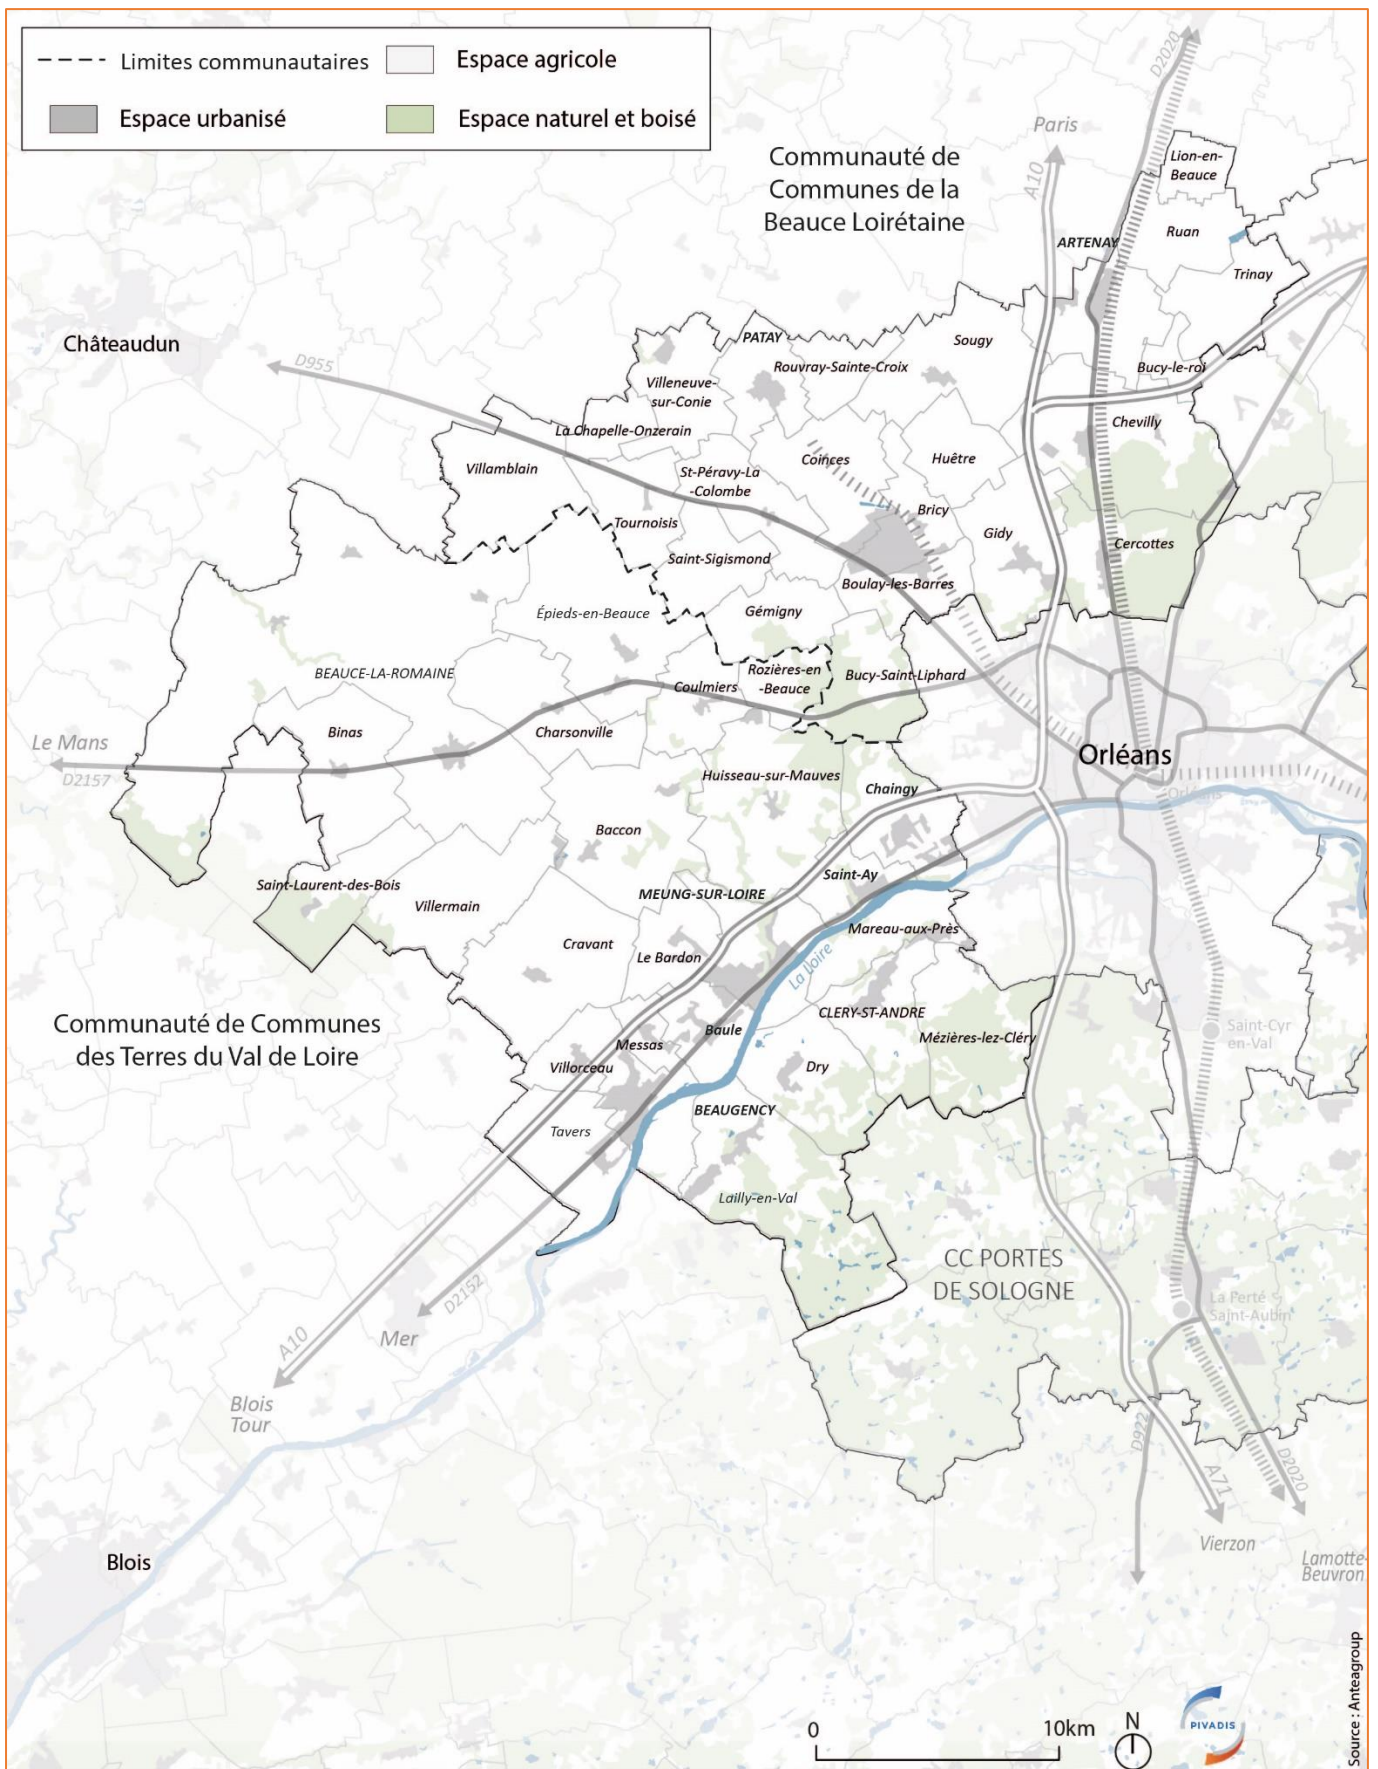 Limites communautaires
Espace agricole
Espace urbanisé
Espace naturel et boisé
D2020
Paris
A10
Communauté de
Communes de la
Beauce Loirétaine
Lion-en-
Beauce
Ruan
ARTENAY
Trinay
Châteaudun
D955
PATAY
Sougy
Rouvray-Sainte-Croix
Bucy-le-roi
Villeneuve-
sur-Conie
Chevilly
La Chapelle-Onzerain
Villamblain
St-Péravy-La
-Colombe
Coinces
Huêtre
Bricy
Tournoisis
Gidy
Cercottes
Saint-Sigismond
Boulay-les-Barres
Épieds-en-Beauce
Gémigny
BEAUCE-LA-ROMAINE
Coulmiers
Rozières-en
-Beauce
Bucy-Saint-Liphard
Binas
Charsonville
Le Mans
D2157
Orléans
Orléans
Huisseau-sur-Mauves
Chaingy
Baccon
Saint-Ay
Saint-Laurent-des-Bois
Villermain
MEUNG-SUR-LOIRE
Mareau-aux-Près
Cravant
Le Bardon
La Loire
CLERY-ST-ANDRE
Communauté de Communes
des Terres du Val de Loire
Baule
Messas
Mézières-lez-Cléry
Saint-Cyr
en-Val
Villorceau
Dry
BEAUGENCY
Tavers
Lailly-en-Val
CC PORTES
DE SOLOGNE
D2152
La Ferté
Saint-Aubin
Mer
A10
Blois
Tour
D922
A71
D2020
Vierzon
Lamotte-
Beuvron
Blois
0
10km
N
PIVADIS
Source : Anteagroup